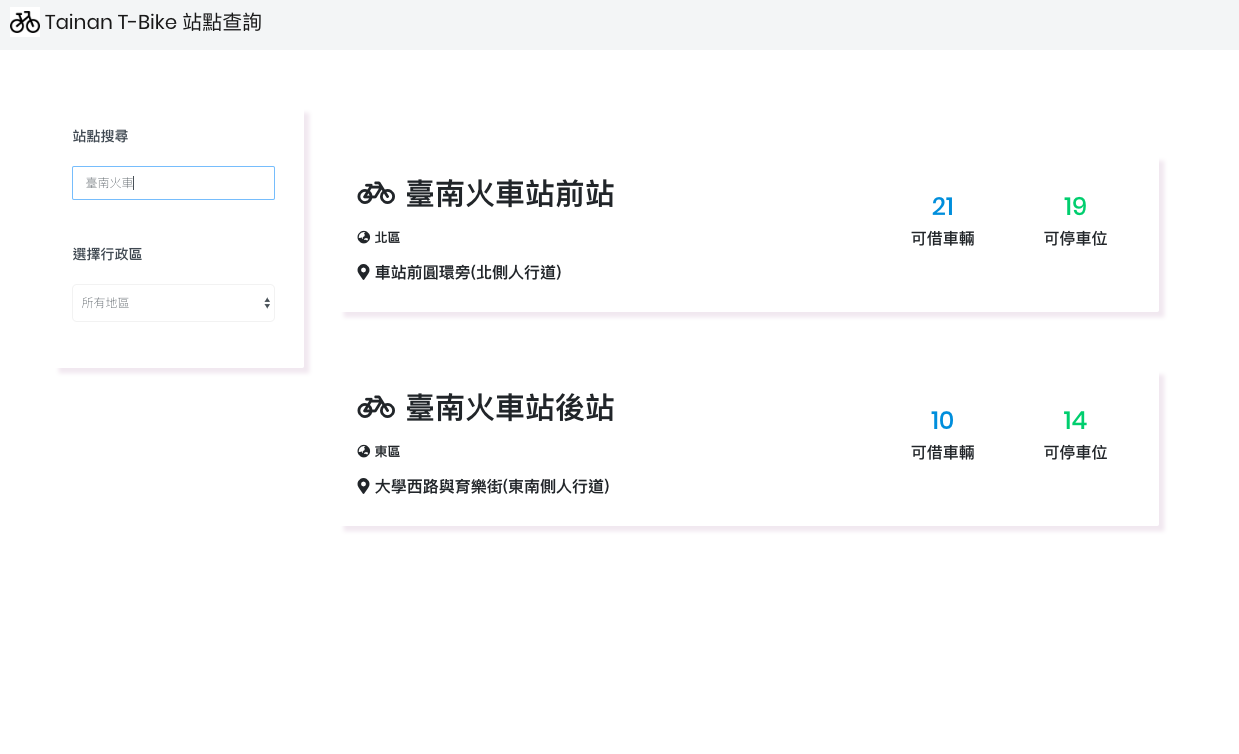 Tainan T-Bike 站點查詢
站點搜尋
臺南火車
選擇行政區
所有地區
臺南火車站前站
北區
車站前圓環旁(北側人行道)
21
可借車輛
19
可停車位
臺南火車站後站
東區
大學西路與育樂街(東南側人行道)
10
可借車輛
14
可停車位